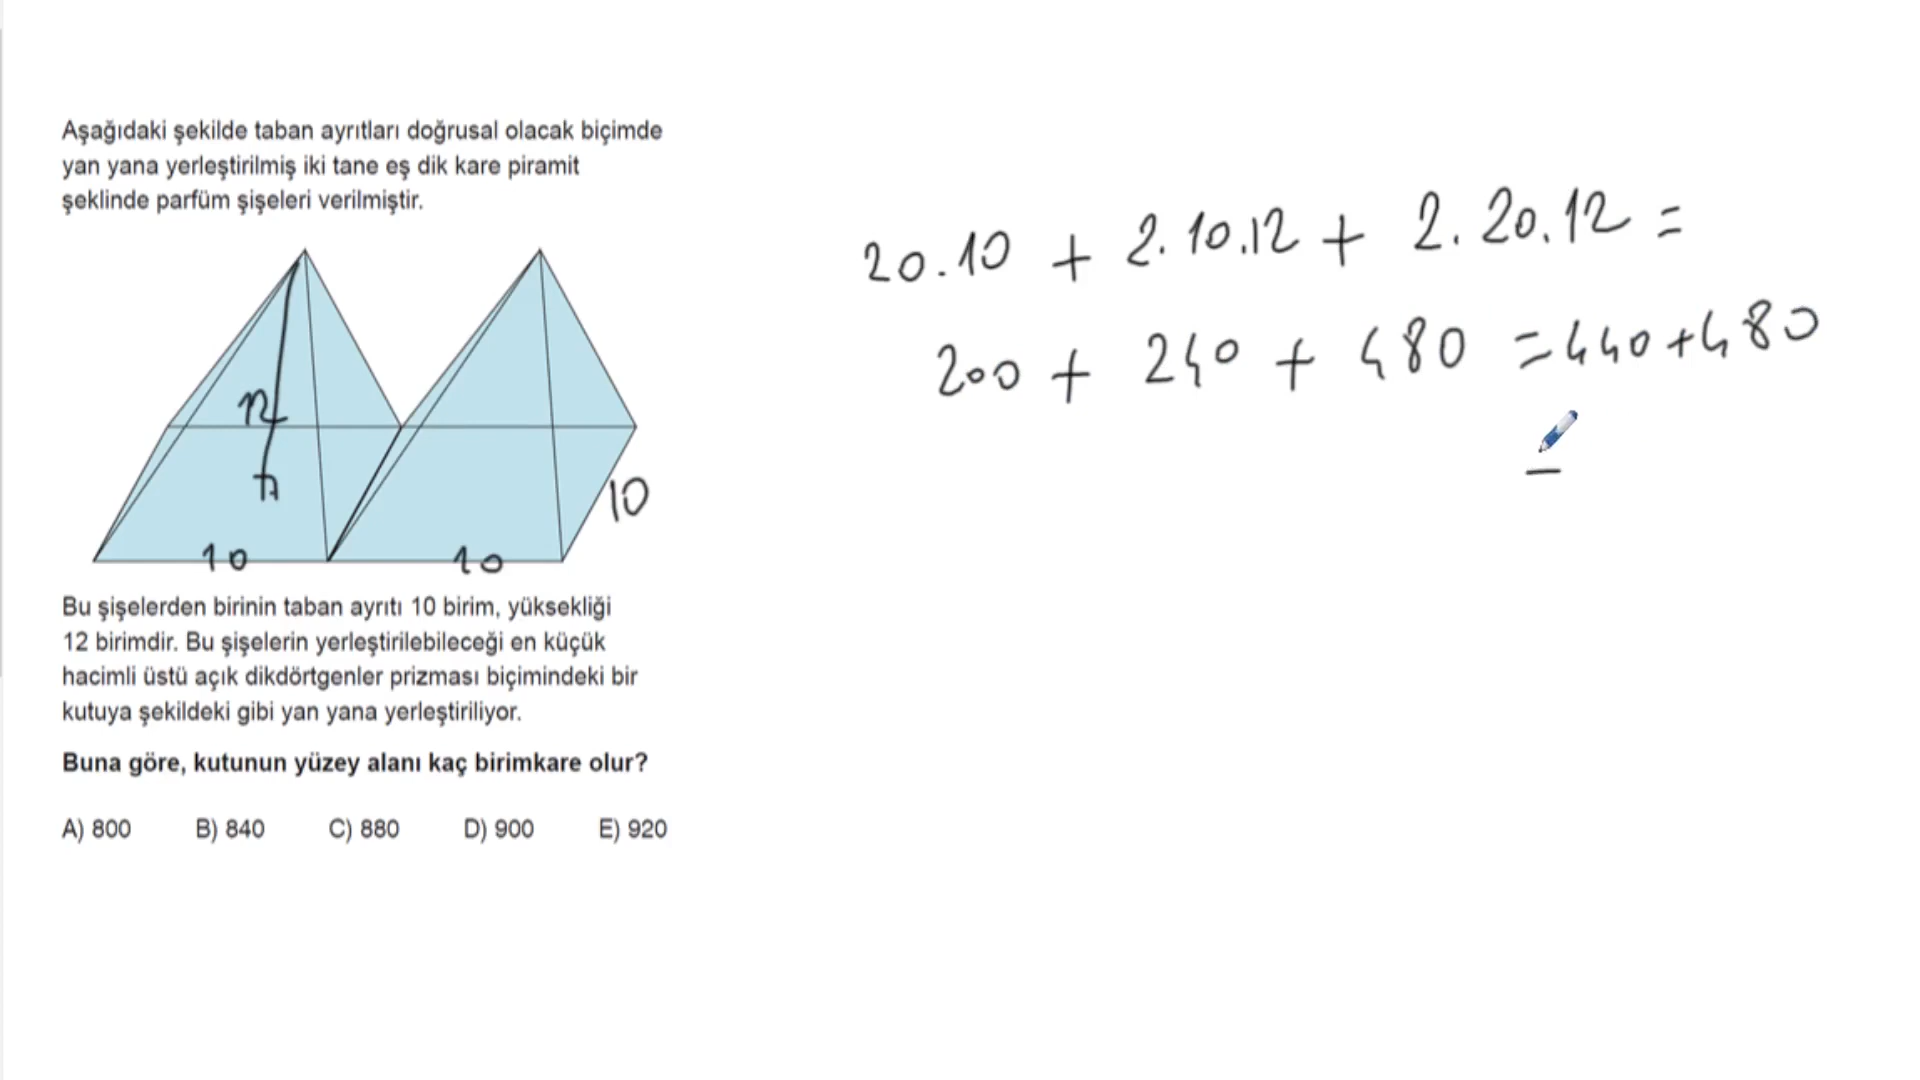 Aşağıdaki şekilde taban ayrıtları doğrusal olacak biçimde
yan yana yerleştirilmiş iki tane eş dik kare piramit
şeklinde parfüm şişeleri verilmiştir.
12
10
10
10
Bu şişelerden birinin taban ayrıtı 10 birim, yüksekliği
12 birimdir. Bu şişelerin yerleştirilebileceği en küçük
hacimli üstü açık dikdörtgenler prizması biçimindeki bir
kutuya şekildeki gibi yan yana yerleştiriliyor.
Buna göre, kutunun yüzey alanı kaç birimkare olur?
A) 800 B) 840 C) 880 D) 900 E) 920
20.10 + 2.10.12 + 2.20.12 =
200 + 240 + 480 = 440+480